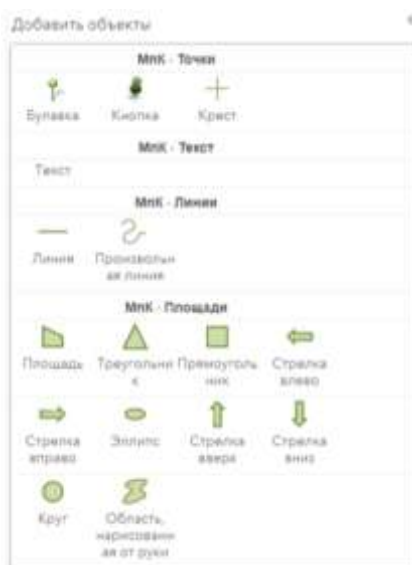 Добавить объекты
МпК - Точки
Булавка Кнопка Крест
МпК - Текст
Текст
МпК - Линии
Линия Произвольн
ая линия
МпК - Площади
Площадь Треугольни Прямоуголь Стрелка
к ник влево
Стрелка Эллипс Стрелка Стрелка
вправо вверх вниз
Круг Область,
нарисованн
ая от руки